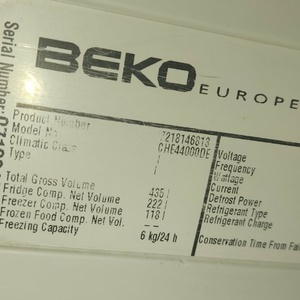 BEKO EUROPE
Serial Number:
Product Number 7218146813
Model No. CHE44000DE
Climatic Class I
Type I
Total Gross Volume 435 l
Fridge Comp. Net Volume 222 l
Freezer Comp. Net Volume 118 l
Frozen Food Comp. Net Vol. --
Freezing Capacity 6 kg/24 h
Voltage
Frequency
Wattage
Current
Defrost Power
Refrigerant Type
Refrigerant Charge
Conservation Time From